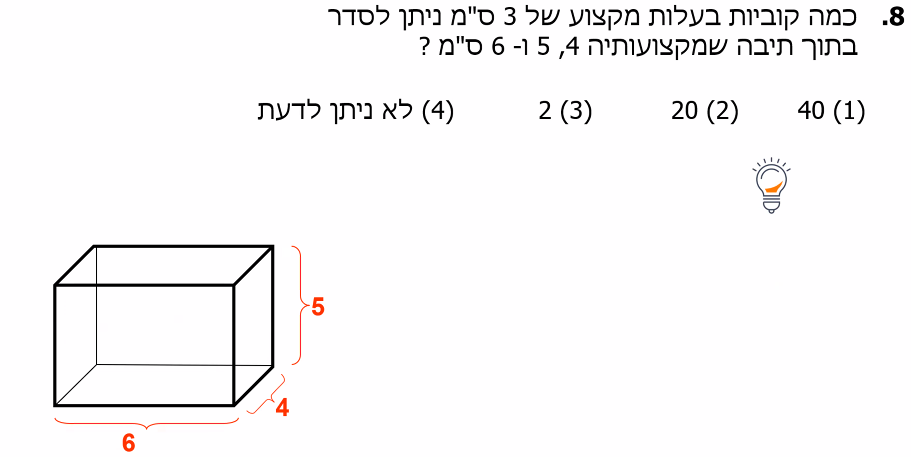 8. כמה קוביות בעלות מקצוע של 3 ס"מ ניתן לסדר
בתוך תיבה שמקצועותיה 4, 5 ו- 6 ס"מ ?
(1) 40 (2) 20 (3) 2 (4) לא ניתן לדעת
5
4
6